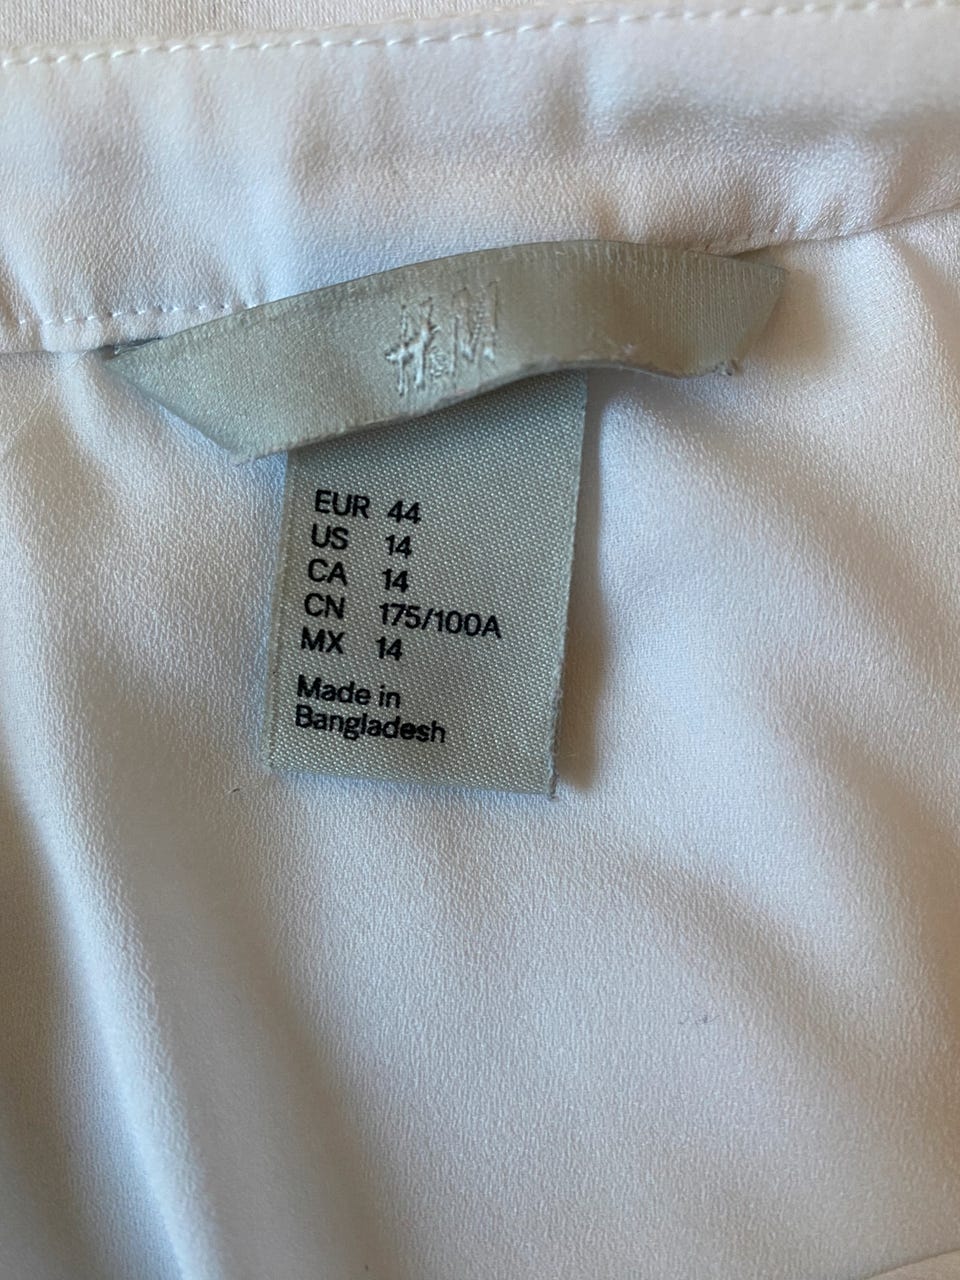 H&M
EUR 44
US 14
CA 14
CN 175/100A
MX 14
Made in
Bangladesh